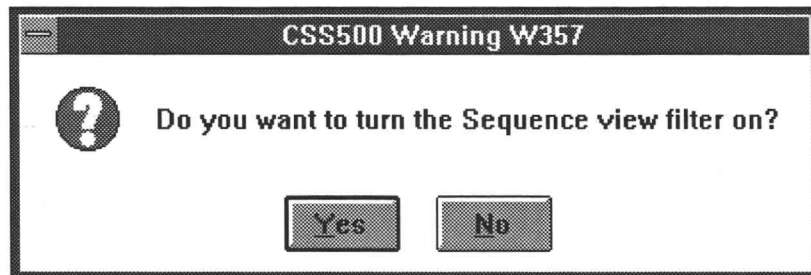 CSS500 Warning W357
Do you want to turn the Sequence view filter on?
Yes No